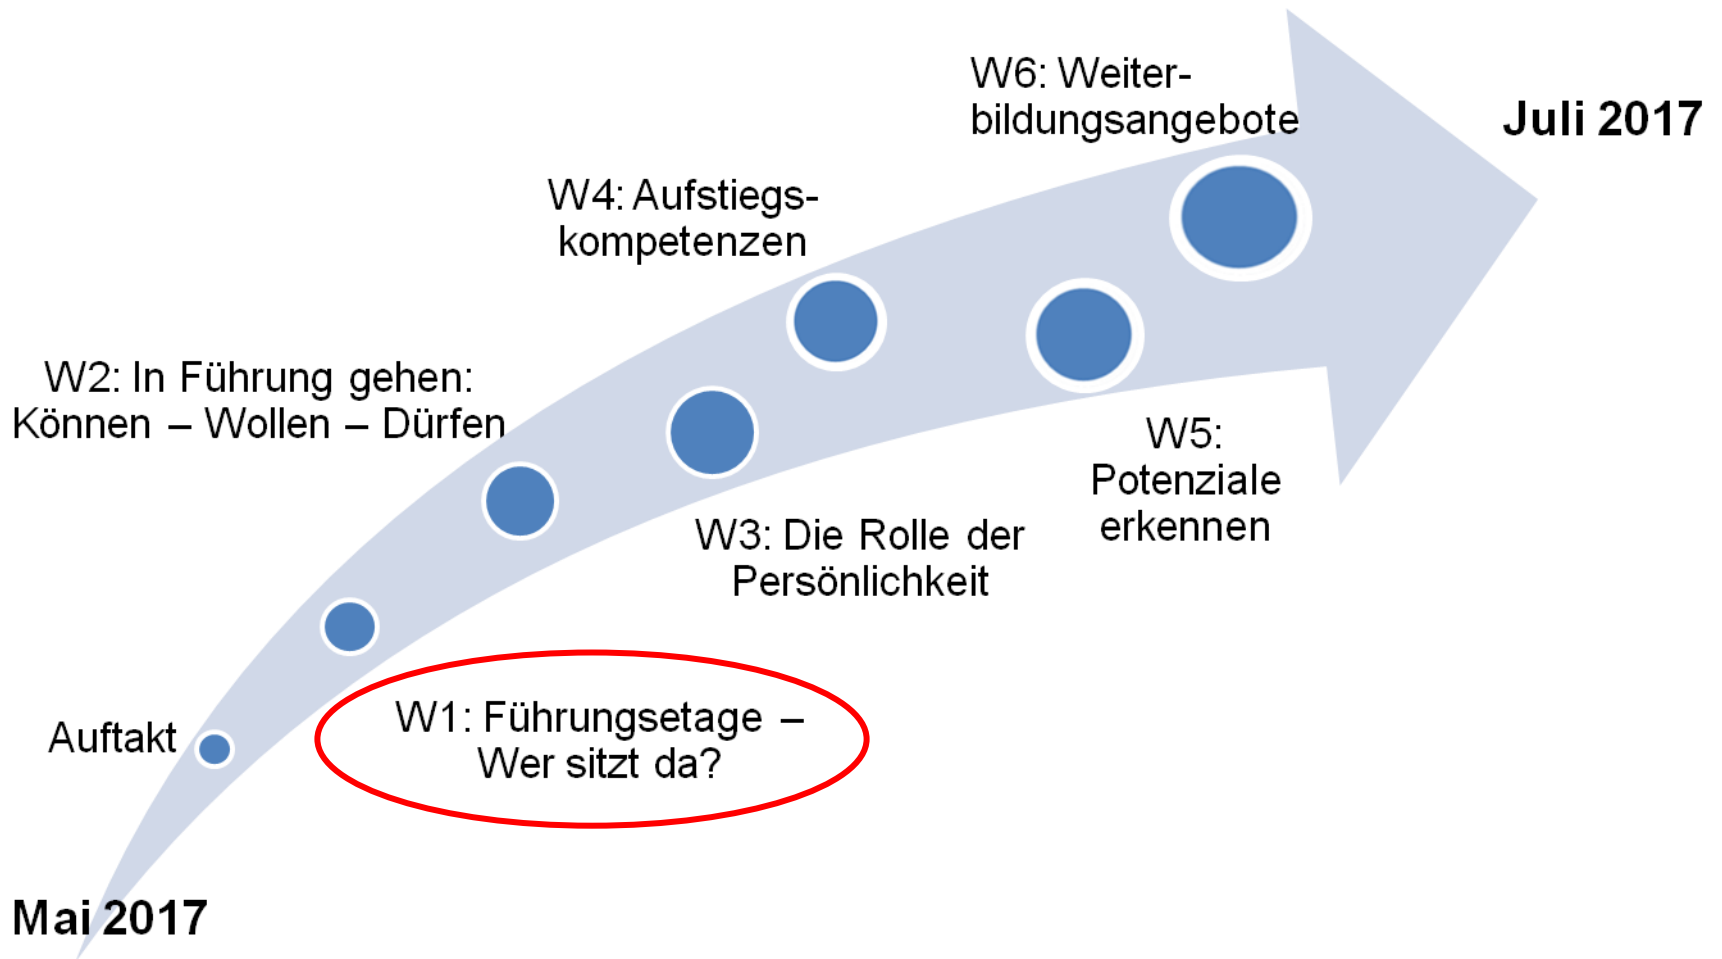 W6: Weiter-
bildungsangebote
Juli 2017
W4: Aufstiegs-
kompetenzen
W2: In Führung gehen:
Können – Wollen – Dürfen
W5:
Potenziale
erkennen
W3: Die Rolle der
Persönlichkeit
Auftakt
W1: Führungsetage –
Wer sitzt da?
Mai 2017